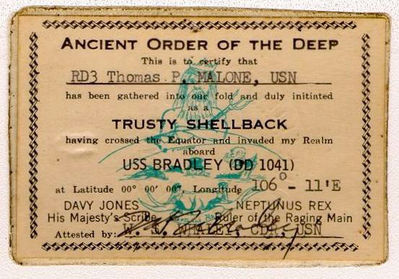 ANCIENT ORDER OF THE DEEP
This is to certify that
RD3 Thomas P. MALONE, USN
has been gathered into our fold and duly initiated
as a
TRUSTY SHELLBACK
having crossed the Equator and invaded my Realm
aboard
USS BRADLEY (DD 1041)
at Latitude 00° 00' 00", Longitude 106° - 11'E
DAVY JONES NEPTUNUS REX
His Majesty's Scribe Ruler of the Raging Main
Attested by: CDR, USN